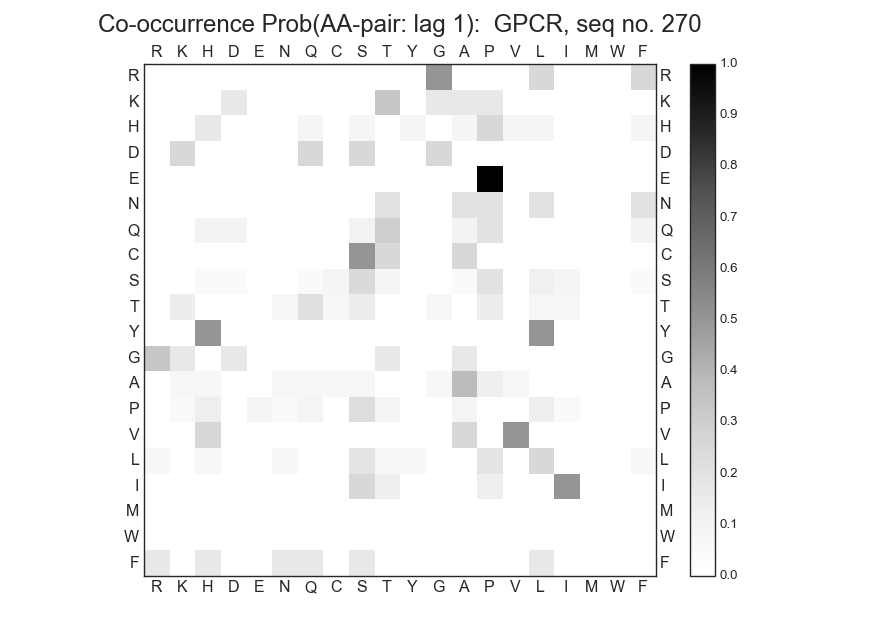 Co-occurrence Prob(AA-pair: lag 1):  GPCR, seq no. 270
R K H D E N Q C S T Y G A P V L I M W F
R R 1.0
K K 0.9
H H
D D 0.8
E E
N N 0.7
Q Q 0.6
C C
S S 0.5
T T
Y Y
G G 0.4
A A
P P 0.3
V V
L L 0.2
I I
M M 0.1
W W
F F 0.0
R K H D E N Q C S T Y G A P V L I M W F